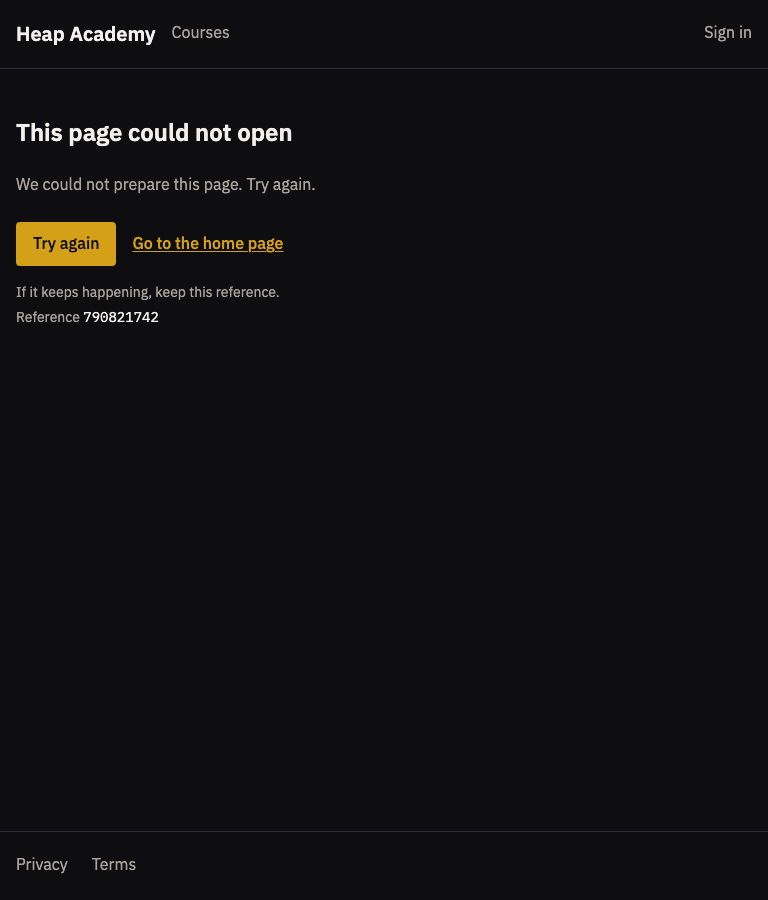 Heap Academy Courses Sign in
This page could not open
We could not prepare this page. Try again.
Try again Go to the home page
If it keeps happening, keep this reference.
Reference 790821742
Privacy Terms